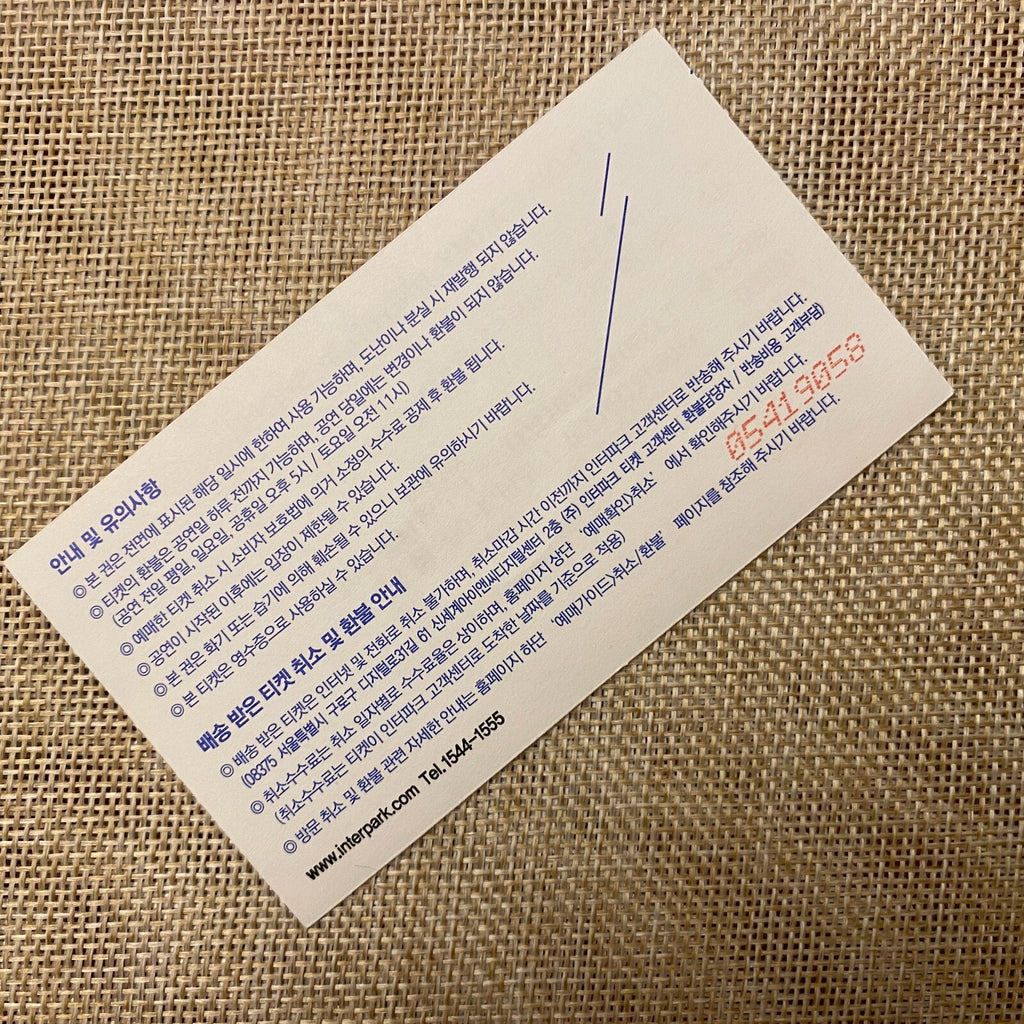 안내 및 유의사항
◎ 본 권은 전면에 표시된 해당 일시에 한하여 사용 가능하며, 도난이나 분실 시 재발행 되지 않습니다.
◎ 티켓의 환불은 공연일 하루 전까지 가능하며, 공연 당일에는 변경이나 환불이 되지 않습니다.
(공연 전일 평일, 일요일, 공휴일 오후 5시 / 토요일 오전 11시)
◎ 예매한 티켓 취소 시 소비자 보호법에 의거 소정의 수수료 공제 후 환불 됩니다.
◎ 공연이 시작된 이후에는 입장이 제한될 수 있습니다.
◎ 본 권은 화기 또는 습기에 의해 훼손될 수 있으니 보관에 유의하시기 바랍니다.
◎ 본 티켓은 영수증으로 사용하실 수 있습니다.
배송 받은 티켓 취소 및 환불 안내
◎ 배송 받은 티켓은 인터넷 및 전화로 취소 불가하며, 취소마감 시간 이전까지 인터파크 고객센터로 반송해 주시기 바랍니다.
(08375 서울특별시 구로구 디지털로31길 61 신세계아이앤씨디지털센터 2층 (주) 인터파크 티켓 고객센터 환불담당자 / 반송비용 고객부담)
◎ 취소수수료는 취소 일자별로 수수료율은 상이하며, 홈페이지 상단 '예매확인>취소' 에서 확인해주시기 바랍니다.
(취소수수료는 티켓이 인터파크 고객센터로 도착한 날짜를 기준으로 적용)
05419058
◎ 방문 취소 및 환불 관련 자세한 안내는 홈페이지 하단 '예매가이드>취소/환불' 페이지를 참조해 주시기 바랍니다.
www.interpark.com Tel.1544-1555